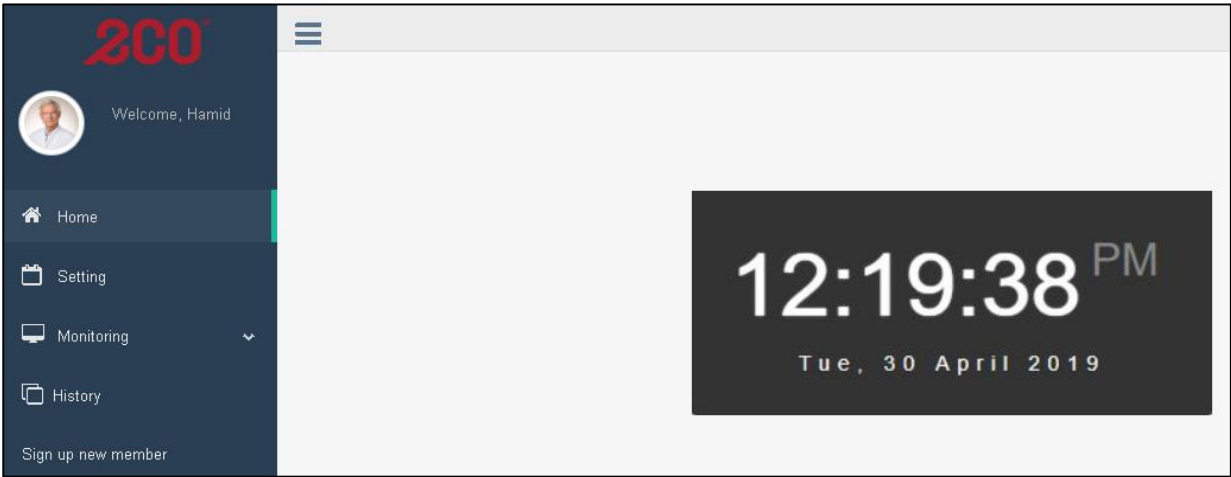 2CO
Welcome, Hamid
Home
Setting
Monitoring
History
Sign up new member
12:19:38 PM
Tue, 30 April 2019